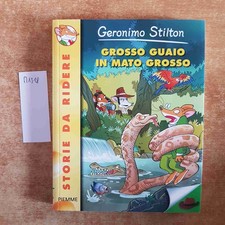 Geronimo Stilton
GROSSO GUAIO
IN MATO GROSSO
STORIE DA RIDERE
PIEMME